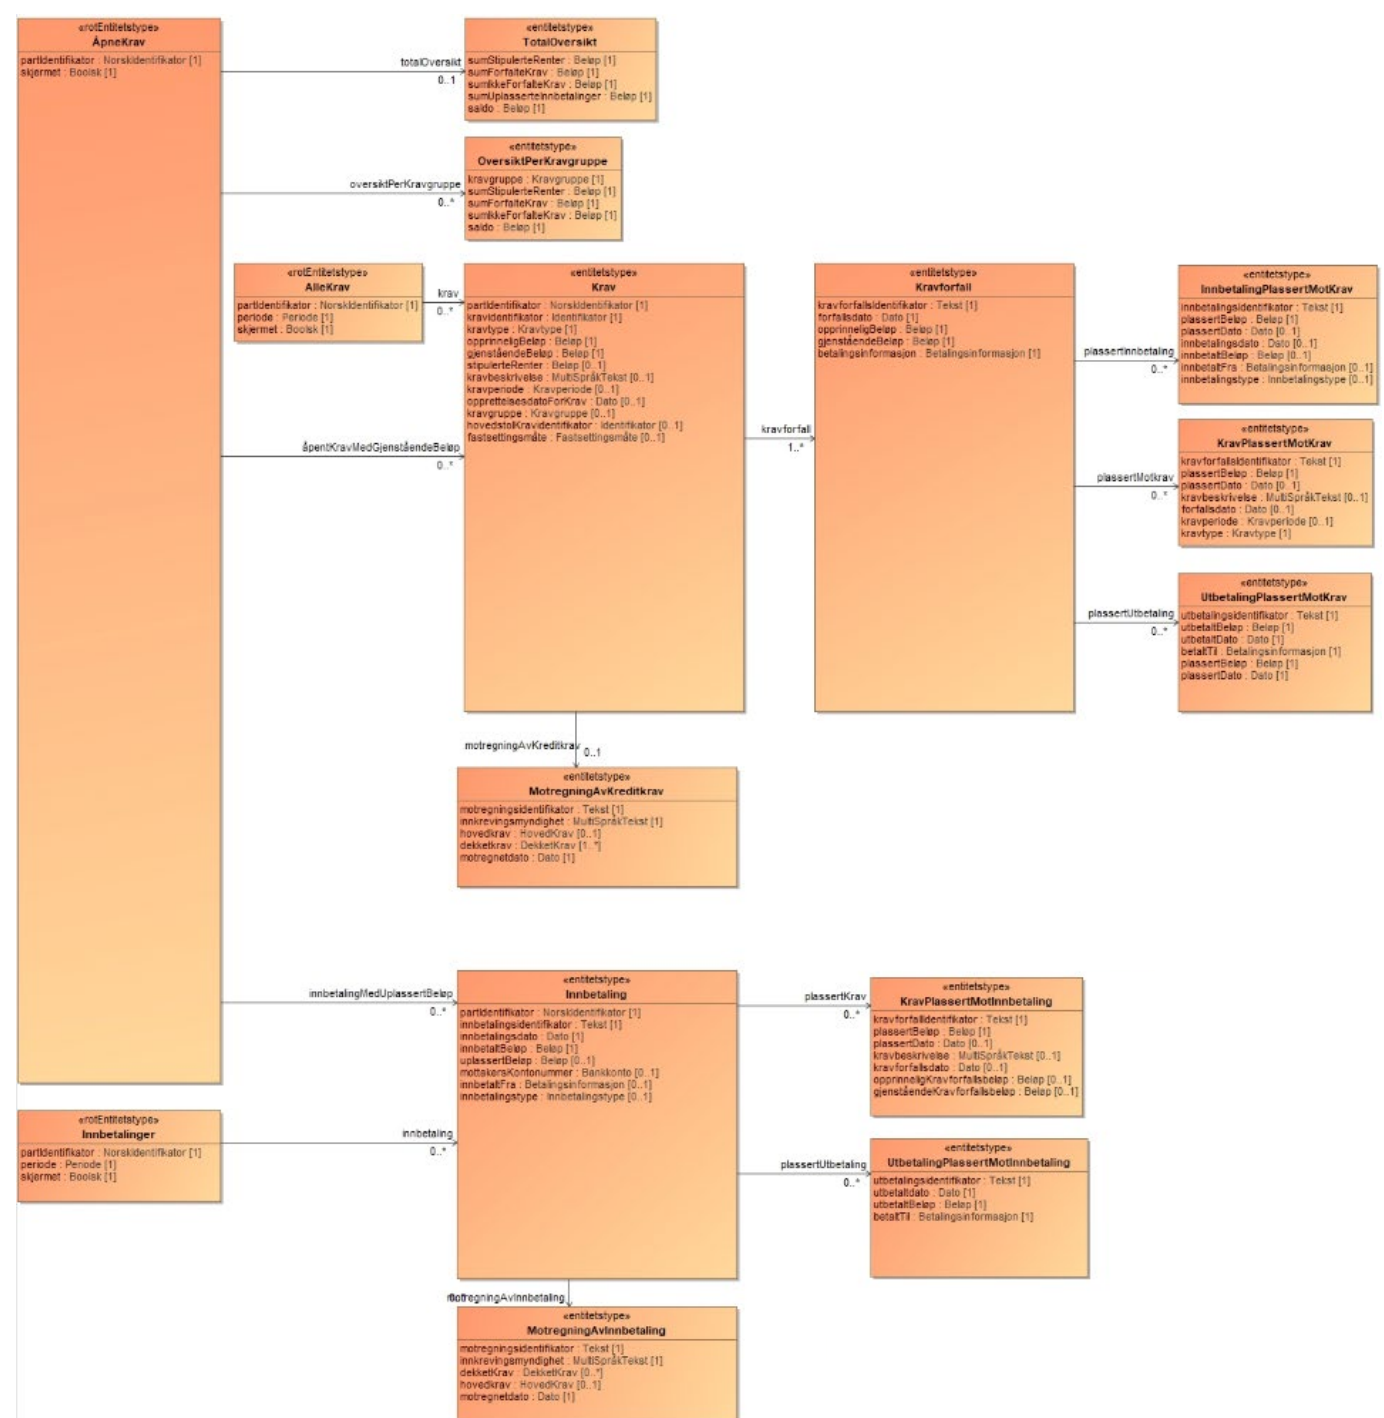 «rotEntitetstype»
ÅpneKrav
partIdentifikator : NorskIdentifikator [1]
skjermet : Boolsk [1]
totalOversikt
0..1
«entitetstype»
TotalOversikt
sumStipulerteRenter : Beløp [1]
sumForfalteKrav : Beløp [1]
sumIkkeForfalteKrav : Beløp [1]
sumUplasserteInnbetalinger : Beløp [1]
saldo : Beløp [1]
oversiktPerKravgruppe
0..*
«entitetstype»
OversiktPerKravgruppe
kravgruppe : Kravgruppe [1]
sumStipulerteRenter : Beløp [1]
sumForfalteKrav : Beløp [1]
sumIkkeForfalteKrav : Beløp [1]
saldo : Beløp [1]
«rotEntitetstype»
AlleKrav
partIdentifikator : NorskIdentifikator [1]
periode : Periode [1]
skjermet : Boolsk [1]
krav
0..*
åpentKravMedGjenståendeBeløp
0..*
«entitetstype»
Krav
partIdentifikator : NorskIdentifikator [1]
kravidentifikator : Identifikator [1]
kravtype : Kravtype [1]
opprinneligBeløp : Beløp [1]
gjenståendeBeløp : Beløp [1]
stipulerteRenter : Beløp [0..1]
kravbeskrivelse : MultiSpråkTekst [0..1]
kravperiode : Kravperiode [0..1]
opprettelsesdatoForKrav : Dato [0..1]
kravgruppe : Kravgruppe [0..1]
hovedstolKravidentifikator : Identifikator [0..1]
fastsettingsmåte : Fastsettingsmåte [0..1]
kravforfall
1..*
«entitetstype»
Kravforfall
kravforfallsidentifikator : Tekst [1]
forfallsdato : Dato [1]
opprinneligBeløp : Beløp [1]
gjenståendeBeløp : Beløp [1]
betalingsinformasjon : Betalingsinformasjon [1]
plassertInnbetaling
0..*
«entitetstype»
InnbetalingPlassertMotKrav
innbetalingsidentifikator : Tekst [1]
plassertBeløp : Beløp [1]
plassertDato : Dato [0..1]
innbetalingsdato : Dato [0..1]
innbetaltBeløp : Beløp [0..1]
innbetaltFra : Betalingsinformasjon [0..1]
innbetalingstype : Innbetalingstype [0..1]
plassertMotkrav
0..*
«entitetstype»
KravPlassertMotKrav
kravforfallsidentifikator : Tekst [1]
plassertBeløp : Beløp [1]
plassertDato : Dato [0..1]
kravbeskrivelse : MultiSpråkTekst [0..1]
forfallsdato : Dato [0..1]
kravperiode : Kravperiode [0..1]
kravtype : Kravtype [1]
plassertUtbetaling
0..*
«entitetstype»
UtbetalingPlassertMotKrav
utbetalingsidentifikator : Tekst [1]
utbetaltBeløp : Beløp [1]
utbetaltDato : Dato [1]
betaltTil : Betalingsinformasjon [1]
plassertBeløp : Beløp [1]
plassertDato : Dato [1]
motregningAvKreditkrav
0..1
«entitetstype»
MotregningAvKreditkrav
motregningsidentifikator : Tekst [1]
innkrevingsmyndighet : MultiSpråkTekst [1]
hovedkrav : HovedKrav [0..1]
dekketkrav : DekketKrav [1..*]
motregnetdato : Dato [1]
innbetalingMedUplassertBeløp
0..*
«entitetstype»
Innbetaling
partIdentifikator : NorskIdentifikator [1]
innbetalingsidentifikator : Tekst [1]
innbetalingsdato : Dato [1]
innbetaltBeløp : Beløp [1]
uplassertBeløp : Beløp [0..1]
mottakersKontonummer : Bankkonto [0..1]
innbetaltFra : Betalingsinformasjon [0..1]
innbetalingstype : Innbetalingstype [0..1]
plassertKrav
0..*
«entitetstype»
KravPlassertMotInnbetaling
kravforfallidentifikator : Tekst [1]
plassertBeløp : Beløp [1]
plassertDato : Dato [0..1]
kravbeskrivelse : MultiSpråkTekst [0..1]
kravforfallsdato : Dato [0..1]
opprinneligKravforfallsbeløp : Beløp [0..1]
gjenståendeKravforfallsbeløp : Beløp [0..1]
«rotEntitetstype»
Innbetalinger
partIdentifikator : NorskIdentifikator [1]
periode : Periode [1]
skjermet : Boolsk [1]
innbetaling
0..*
plassertUtbetaling
0..*
«entitetstype»
UtbetalingPlassertMotInnbetaling
utbetalingsidentifikator : Tekst [1]
utbetaltdato : Dato [1]
utbetaltBeløp : Beløp [1]
betaltTil : Betalingsinformasjon [1]
motregningAvInnbetaling
«entitetstype»
MotregningAvInnbetaling
motregningsidentifikator : Tekst [1]
innkrevingsmyndighet : MultiSpråkTekst [1]
dekketKrav : DekketKrav [0..*]
hovedkrav : HovedKrav [0..1]
motregnetdato : Dato [1]